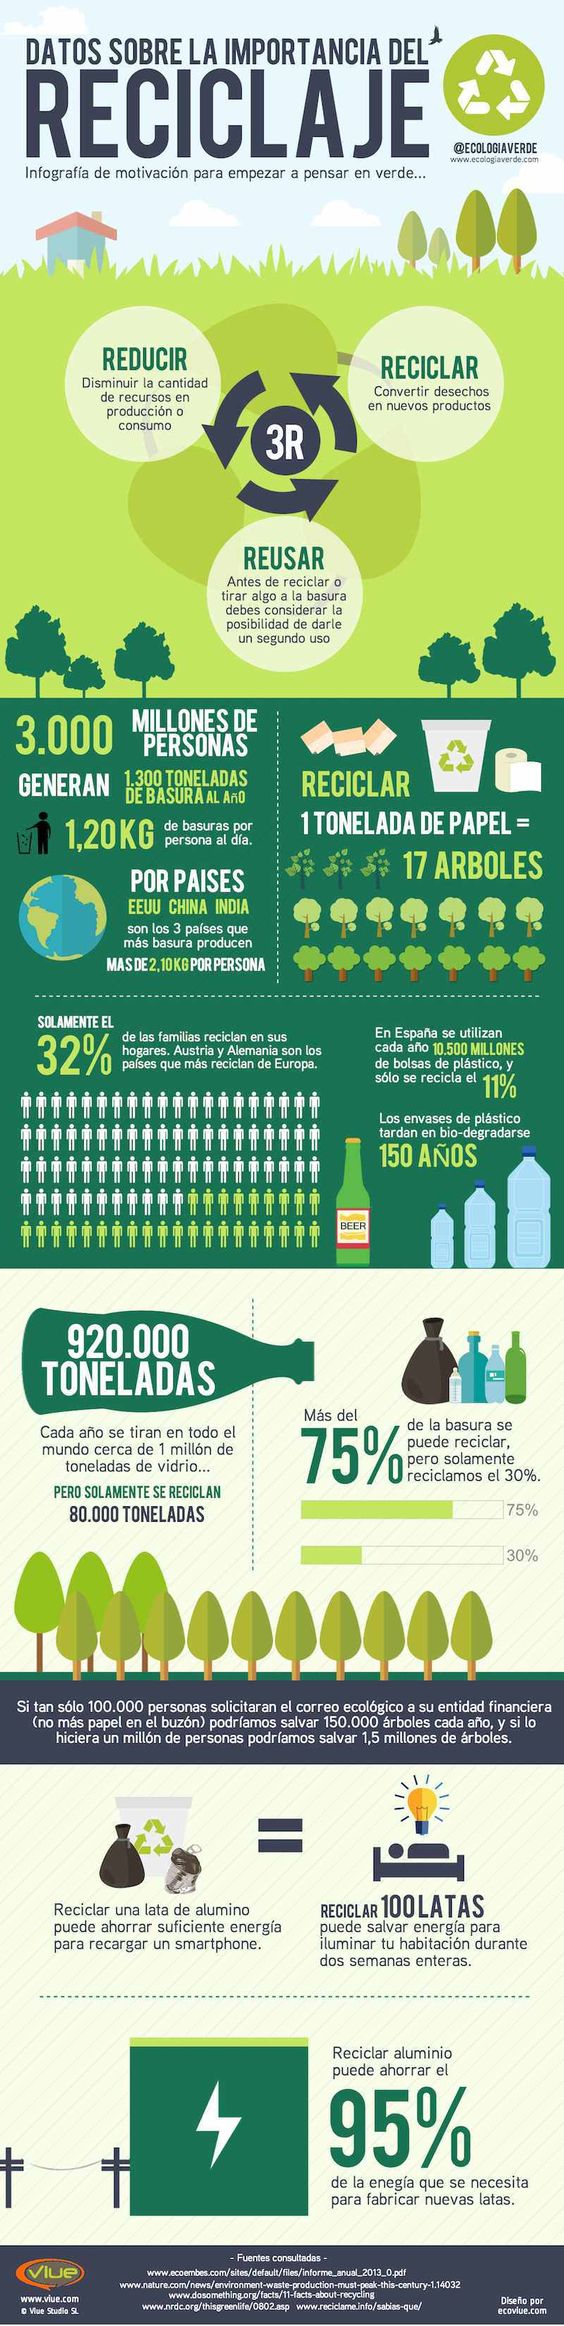 DATOS SOBRE LA IMPORTANCIA DEL
RECICLAJE
Infografía de motivación para empezar a pensar en verde...
@ECOLOGIAVERDE
www.ecologiaverde.com
REDUCIR
Disminuir la cantidad
de recursos en
producción o
consumo
RECICLAR
Convertir desechos
en nuevos productos
3R
REUSAR
Antes de reciclar o
tirar algo a la basura
debes considerar la
posibilidad de darle
un segundo uso
3.000 MILLONES DE
PERSONAS
GENERAN 1.300 TONELADAS
DE BASURA AL AñO
1,20KG de basuras por
persona al día.
POR PAISES
EEUU CHINA INDIA
son los 3 países que
más basura producen
MAS DE 2,10KG POR PERSONA
RECICLAR
1 TONELADA DE PAPEL =
17 ARBOLES
SOLAMENTE EL
32% de las familias reciclan en sus
hogares. Austria y Alemania son los
países que más reciclan de Europa.
En España se utilizan
cada año 10.500 MILLONES
de bolsas de plástico, y
sólo se recicla el 11%
Los envases de plástico
tardan en bio-degradarse
150 AÑOS
BEER
920.000
TONELADAS
Cada año se tiran en todo el
mundo cerca de 1 millón de
toneladas de vidrio...
PERO SOLAMENTE SE RECICLAN
80.000 TONELADAS
Más del
75% de la basura se
puede reciclar,
pero solamente
reciclamos el 30%.
75%
30%
Si tan sólo 100.000 personas solicitaran el correo ecológico a su entidad financiera
(no más papel en el buzón) podríamos salvar 150.000 árboles cada año, y si lo
hiciera un millón de personas podríamos salvar 1,5 millones de árboles.
=
Reciclar una lata de alumino
puede ahorrar suficiente energía
para recargar un smartphone.
RECICLAR 100 LATAS
puede salvar energía para
iluminar tu habitación durante
dos semanas enteras.
Reciclar aluminio
puede ahorrar el
95%
de la enegía que se necesita
para fabricar nuevas latas.
viue
www.viue.com
© Viue Studio SL
- Fuentes consultadas -
www.ecoembes.com/sites/default/files/informe_anual_2013_0.pdf
www.nature.com/news/environment-waste-production-must-peak-this-century-1.14032
www.dosomething.org/facts/11-facts-about-recycling
www.nrdc.org/thisgreenlife/0802.asp www.reciclame.info/sabias-que/
Diseño por
ecoviue.com